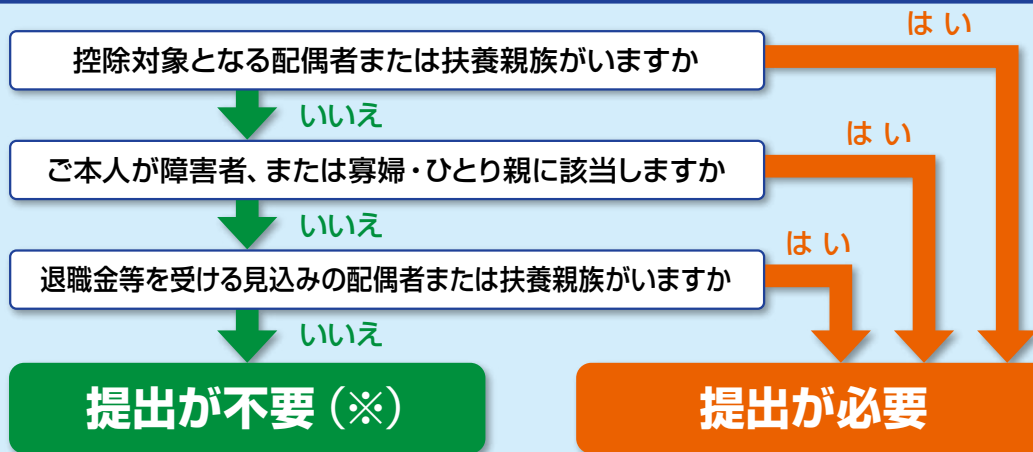 はい
控除対象となる配偶者または扶養親族がいますか
いいえ
はい
ご本人が障害者、または寡婦・ひとり親に該当しますか
いいえ
はい
退職金等を受ける見込みの配偶者または扶養親族がいますか
いいえ
提出が不要（※）
提出が必要